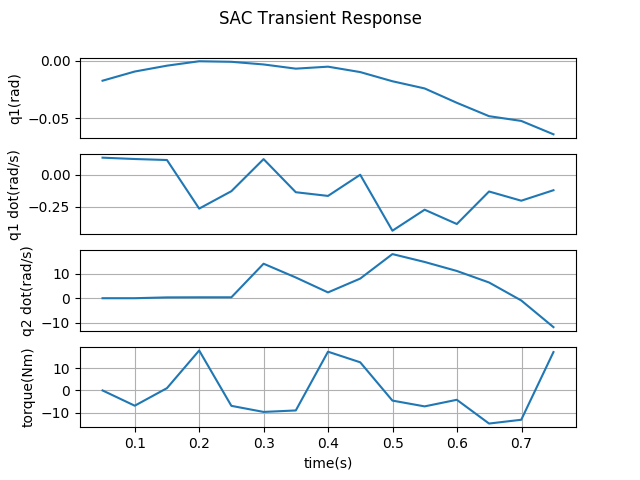 SAC Transient Response
q1(rad)
0.00
−0.05
q1 dot(rad/s)
0.00
−0.25
q2 dot(rad/s)
10
0
−10
torque(Nm)
10
0
−10
0.1 0.2 0.3 0.4 0.5 0.6 0.7
time(s)